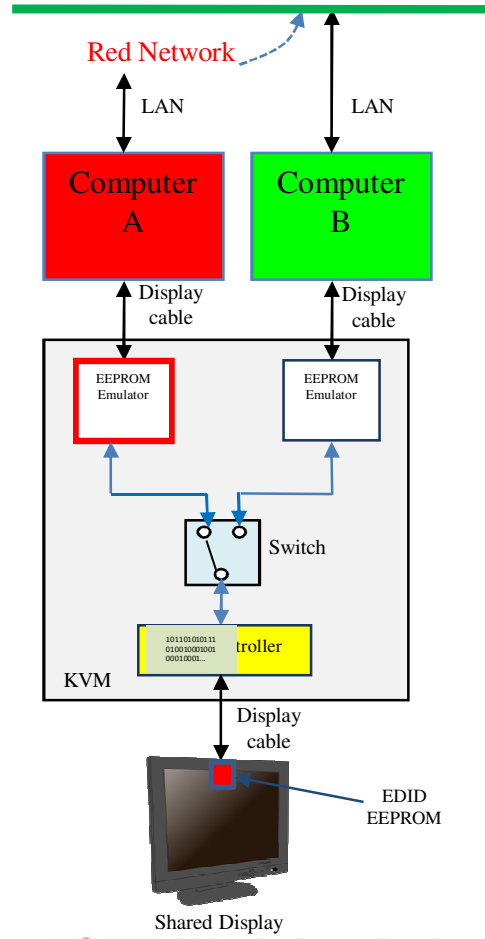 Red Network
LAN
LAN
Computer
A
Computer
B
Display
cable
Display
cable
EEPROM
Emulator
EEPROM
Emulator
Switch
101101010111
010010001001
00010001...
troller
KVM
Display
cable
EDID
EEPROM
Shared Display